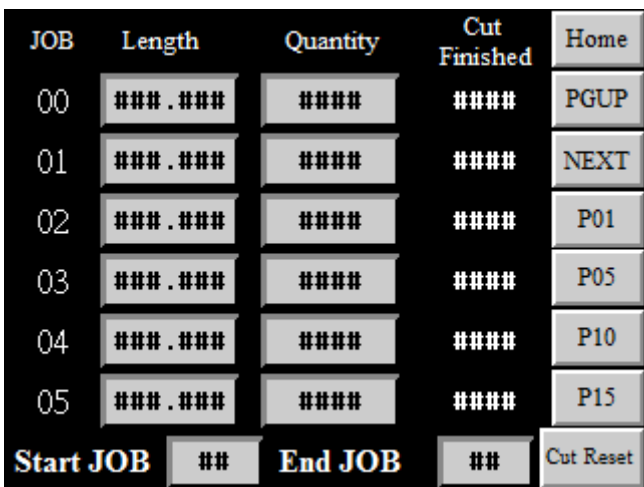 JOB Length Quantity Cut Finished Home
00 ###.### #### #### PGUP
01 ###.### #### #### NEXT
02 ###.### #### #### P01
03 ###.### #### #### P05
04 ###.### #### #### P10
05 ###.### #### #### P15
Start JOB ## End JOB ## Cut Reset